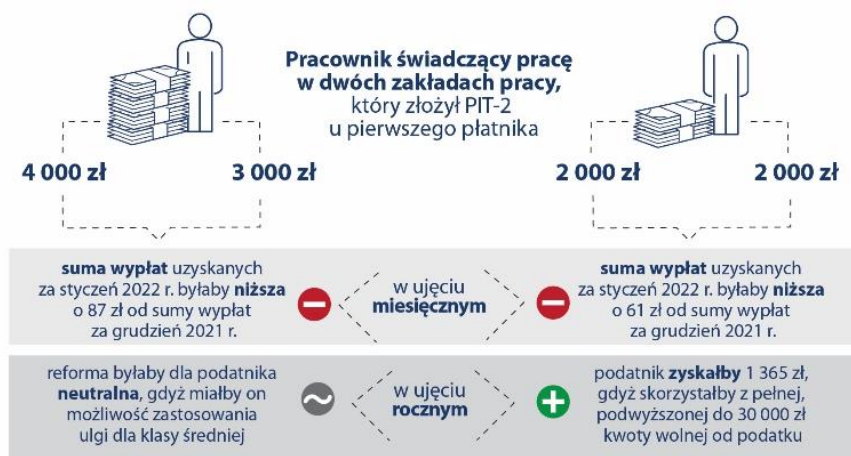 Pracownik świadczący pracę
w dwóch zakładach pracy,
który złożył PIT-2
u pierwszego płatnika
4 000 zł
3 000 zł
2 000 zł
2 000 zł
suma wypłat uzyskanych
za styczeń 2022 r. byłaby niższa
o 87 zł od sumy wypłat
za grudzień 2021 r.
w ujęciu
miesięcznym
suma wypłat uzyskanych
za styczeń 2022 r. byłaby niższa
o 61 zł od sumy wypłat
za grudzień 2021 r.
reforma byłaby dla podatnika
neutralna, gdyż miałby on
możliwość zastosowania
ulgi dla klasy średniej
w ujęciu
rocznym
podatnik zyskałby 1 365 zł,
gdyż skorzystałby z pełnej,
podwyższonej do 30 000 zł
kwoty wolnej od podatku